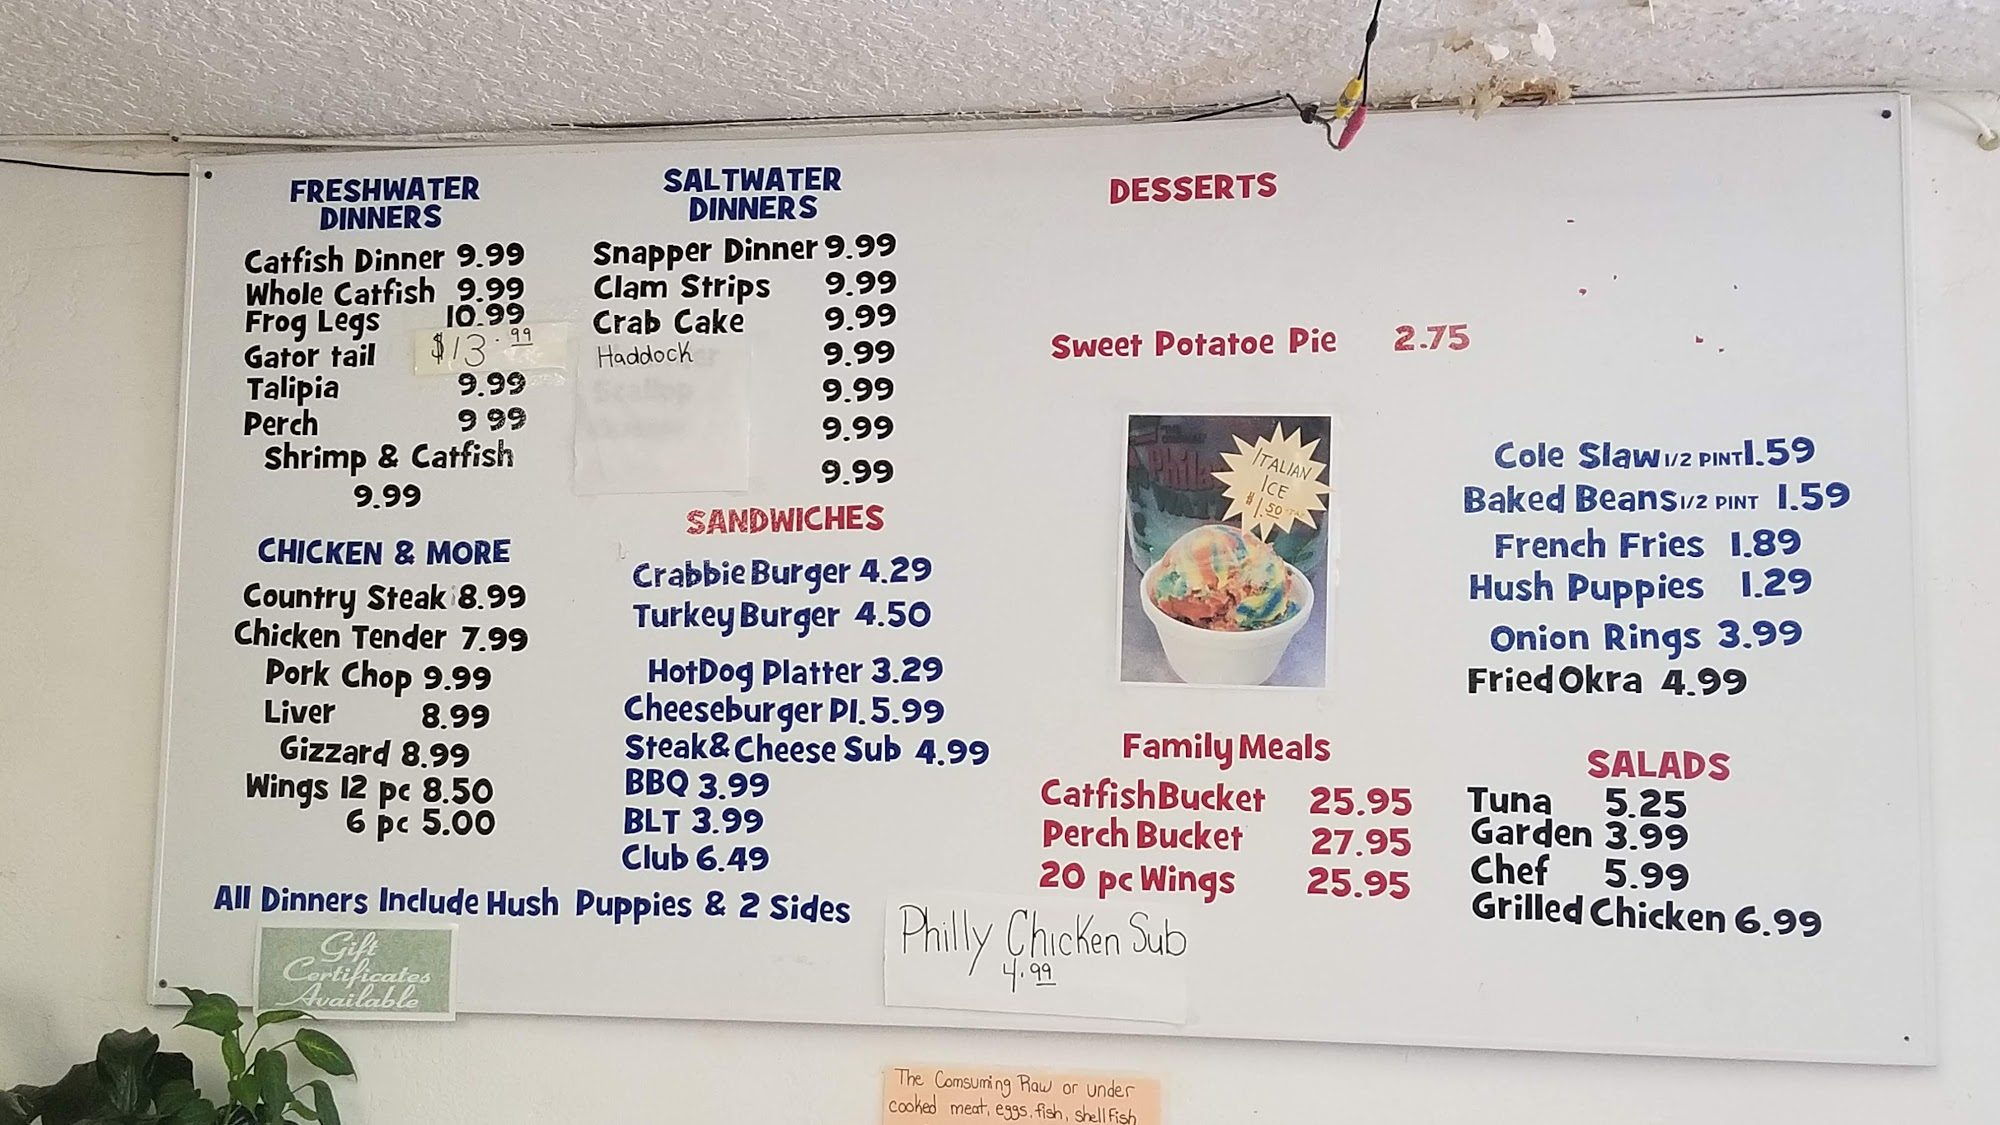 FRESHWATER
DINNERS
Catfish Dinner 9.99
Whole Catfish 9.99
Frog Legs 10.99
Gator tail $13.99
Talipia 9.99
Perch 9 99
Shrimp & Catfish
9.99
CHICKEN & MORE
Country Steak 8.99
Chicken Tender 7.99
Pork Chop 9.99
Liver 8.99
Gizzard 8.99
Wings 12 pc 8.50
6 pc 5.00
SALTWATER
DINNERS
Snapper Dinner 9.99
Clam Strips 9.99
Crab Cake 9.99
Haddock 9.99
9.99
9.99
9.99
SANDWICHES
Crabbie Burger 4.29
Turkey Burger 4.50
HotDog Platter 3.29
Cheeseburger Pl. 5.99
Steak & Cheese Sub 4.99
BBQ 3.99
BLT 3.99
Club 6.49
All Dinners Include Hush Puppies & 2 Sides
Gift
Certificates
Available
DESSERTS
Sweet Potatoe Pie 2.75
ITALIAN
ICE
$1.50
Family Meals
Catfish Bucket 25.95
Perch Bucket 27.95
20 pc Wings 25.95
Philly Chicken Sub
4.99
Cole Slaw 1/2 PINT 1.59
Baked Beans 1/2 PINT 1.59
French Fries 1.89
Hush Puppies 1.29
Onion Rings 3.99
Fried Okra 4.99
SALADS
Tuna 5.25
Garden 3.99
Chef 5.99
Grilled Chicken 6.99
The Comsuming Raw or under
cooked meat, eggs, fish, shellfish